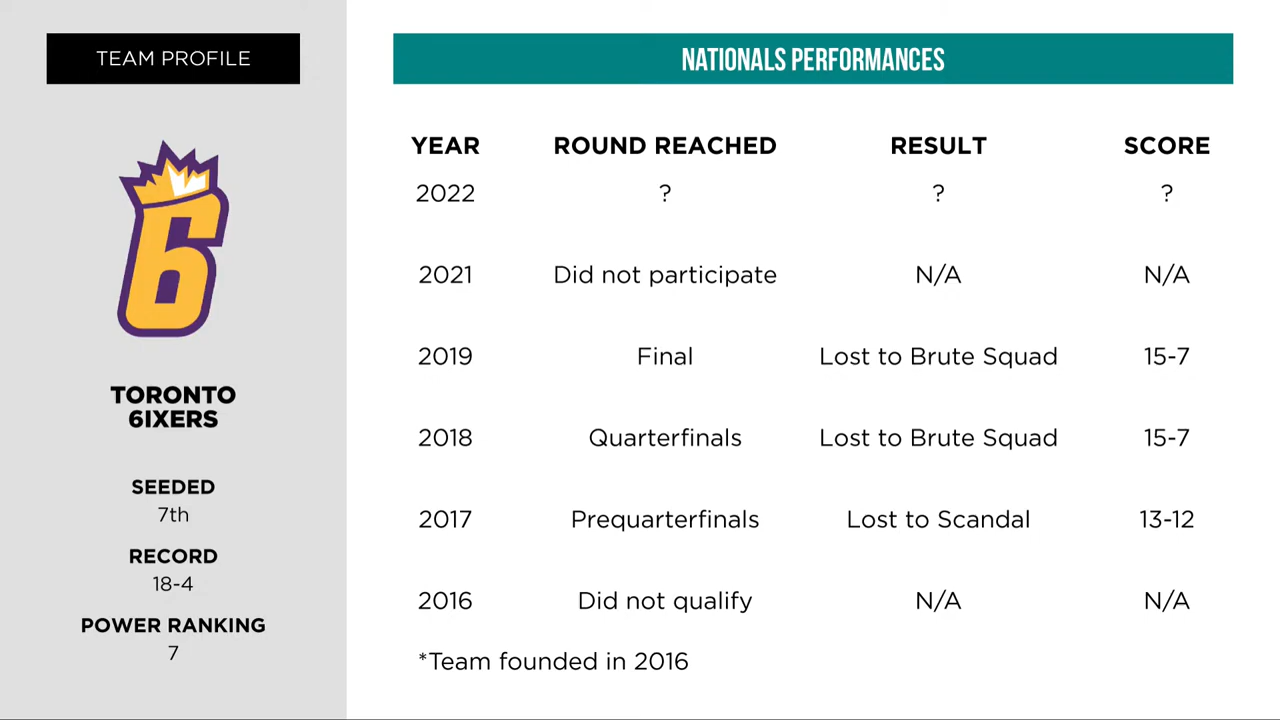 TEAM PROFILE
6
TORONTO
6IXERS
SEEDED
7th
RECORD
18-4
POWER RANKING
7
NATIONALS PERFORMANCES
YEAR ROUND REACHED RESULT SCORE
2022 ? ? ?
2021 Did not participate N/A N/A
2019 Final Lost to Brute Squad 15-7
2018 Quarterfinals Lost to Brute Squad 15-7
2017 Prequarterfinals Lost to Scandal 13-12
2016 Did not qualify N/A N/A
*Team founded in 2016